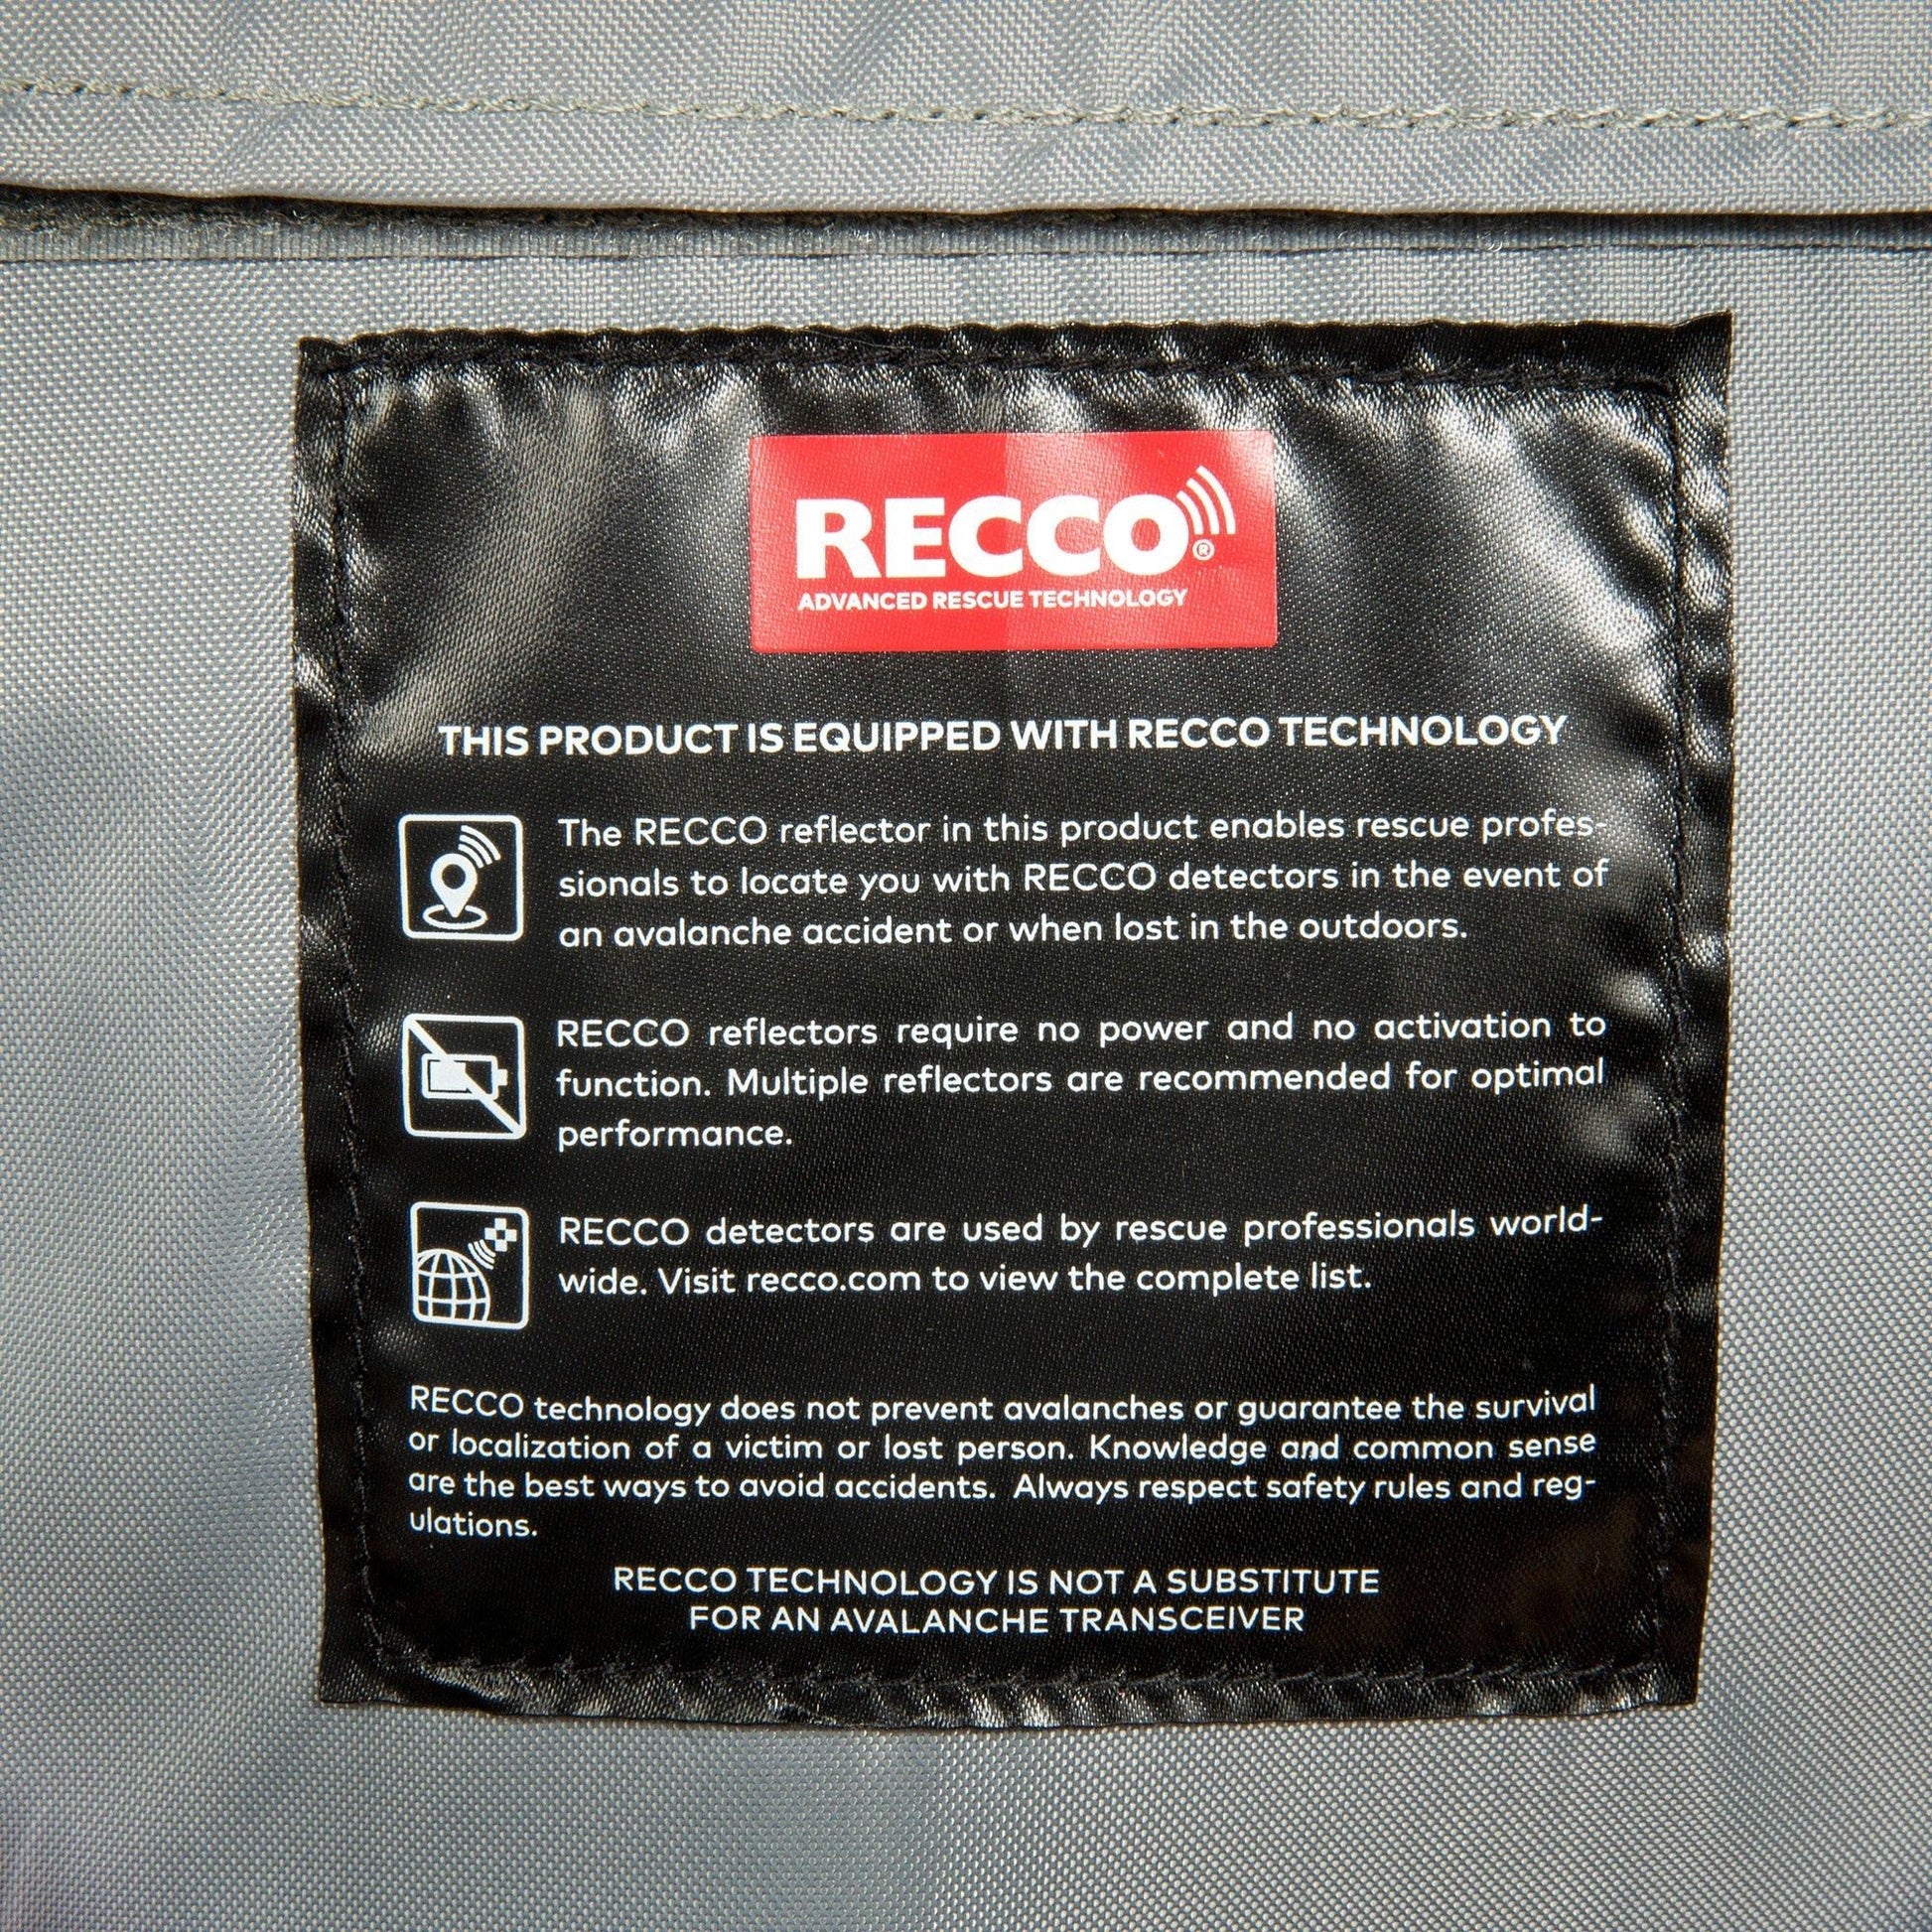 RECCO®
ADVANCED RESCUE TECHNOLOGY
THIS PRODUCT IS EQUIPPED WITH RECCO TECHNOLOGY
The RECCO reflector in this product enables rescue profes-
sionals to locate you with RECCO detectors in the event of
an avalanche accident or when lost in the outdoors.
RECCO reflectors require no power and no activation to
function. Multiple reflectors are recommended for optimal
performance.
RECCO detectors are used by rescue professionals world-
wide. Visit recco.com to view the complete list.
RECCO technology does not prevent avalanches or guarantee the survival
or localization of a victim or lost person. Knowledge and common sense
are the best ways to avoid accidents. Always respect safety rules and reg-
ulations.
RECCO TECHNOLOGY IS NOT A SUBSTITUTE
FOR AN AVALANCHE TRANSCEIVER